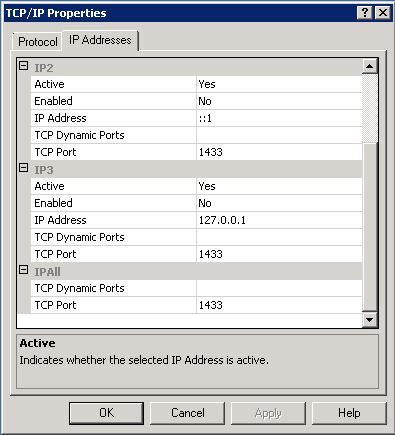 TCP/IP Properties
Protocol IP Addresses
IP2
Active Yes
Enabled No
IP Address ::1
TCP Dynamic Ports
TCP Port 1433
IP3
Active Yes
Enabled No
IP Address 127.0.0.1
TCP Dynamic Ports
TCP Port 1433
IPAll
TCP Dynamic Ports
TCP Port 1433
Active
Indicates whether the selected IP Address is active.
OK Cancel Apply Help